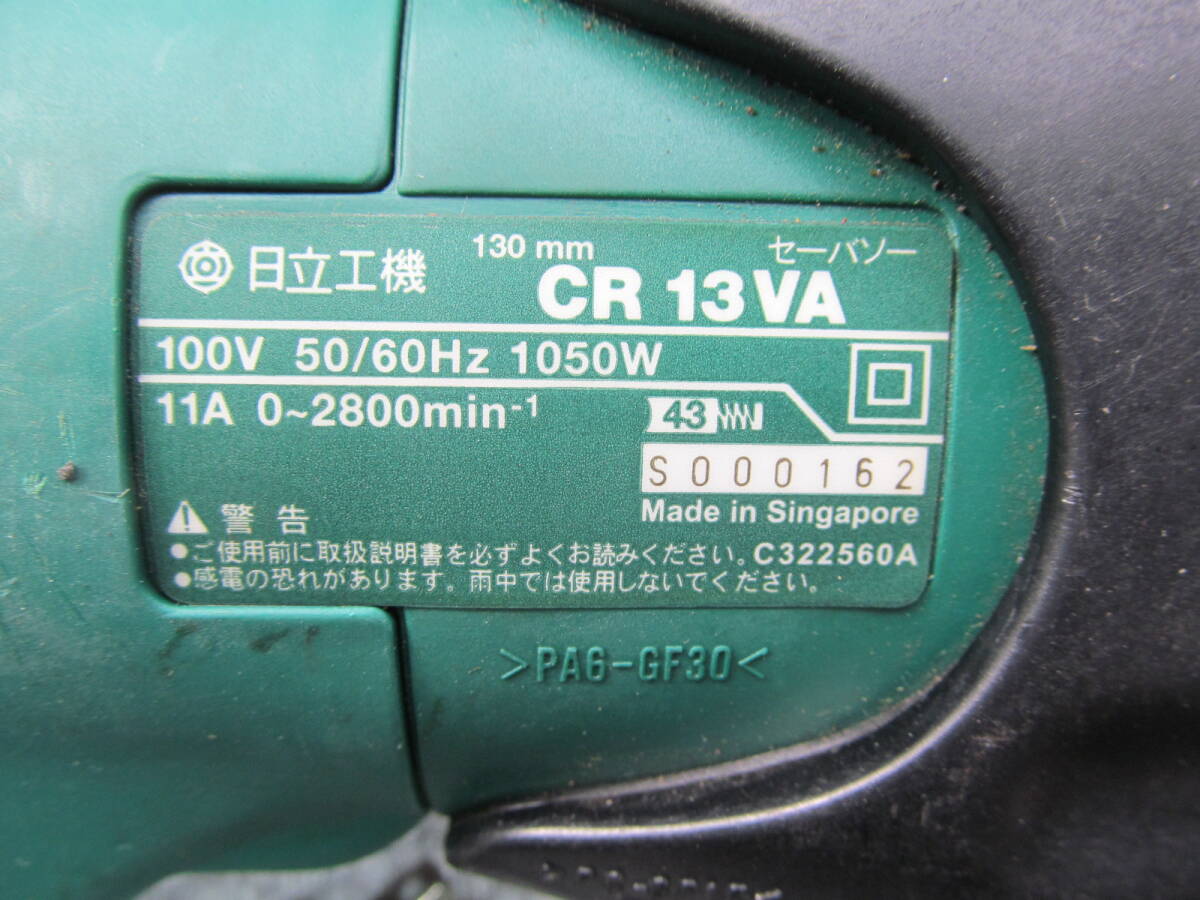 日立工機 130 mm セーバソー
CR 13 VA
100V 50/60Hz 1050W
11A 0~2800min-1
43
S000162
Made in Singapore
警告
●ご使用前に取扱説明書を必ずよくお読みください。 C322560A
●感電の恐れがあります。雨中では使用しないでください。
>PA6-GF30<